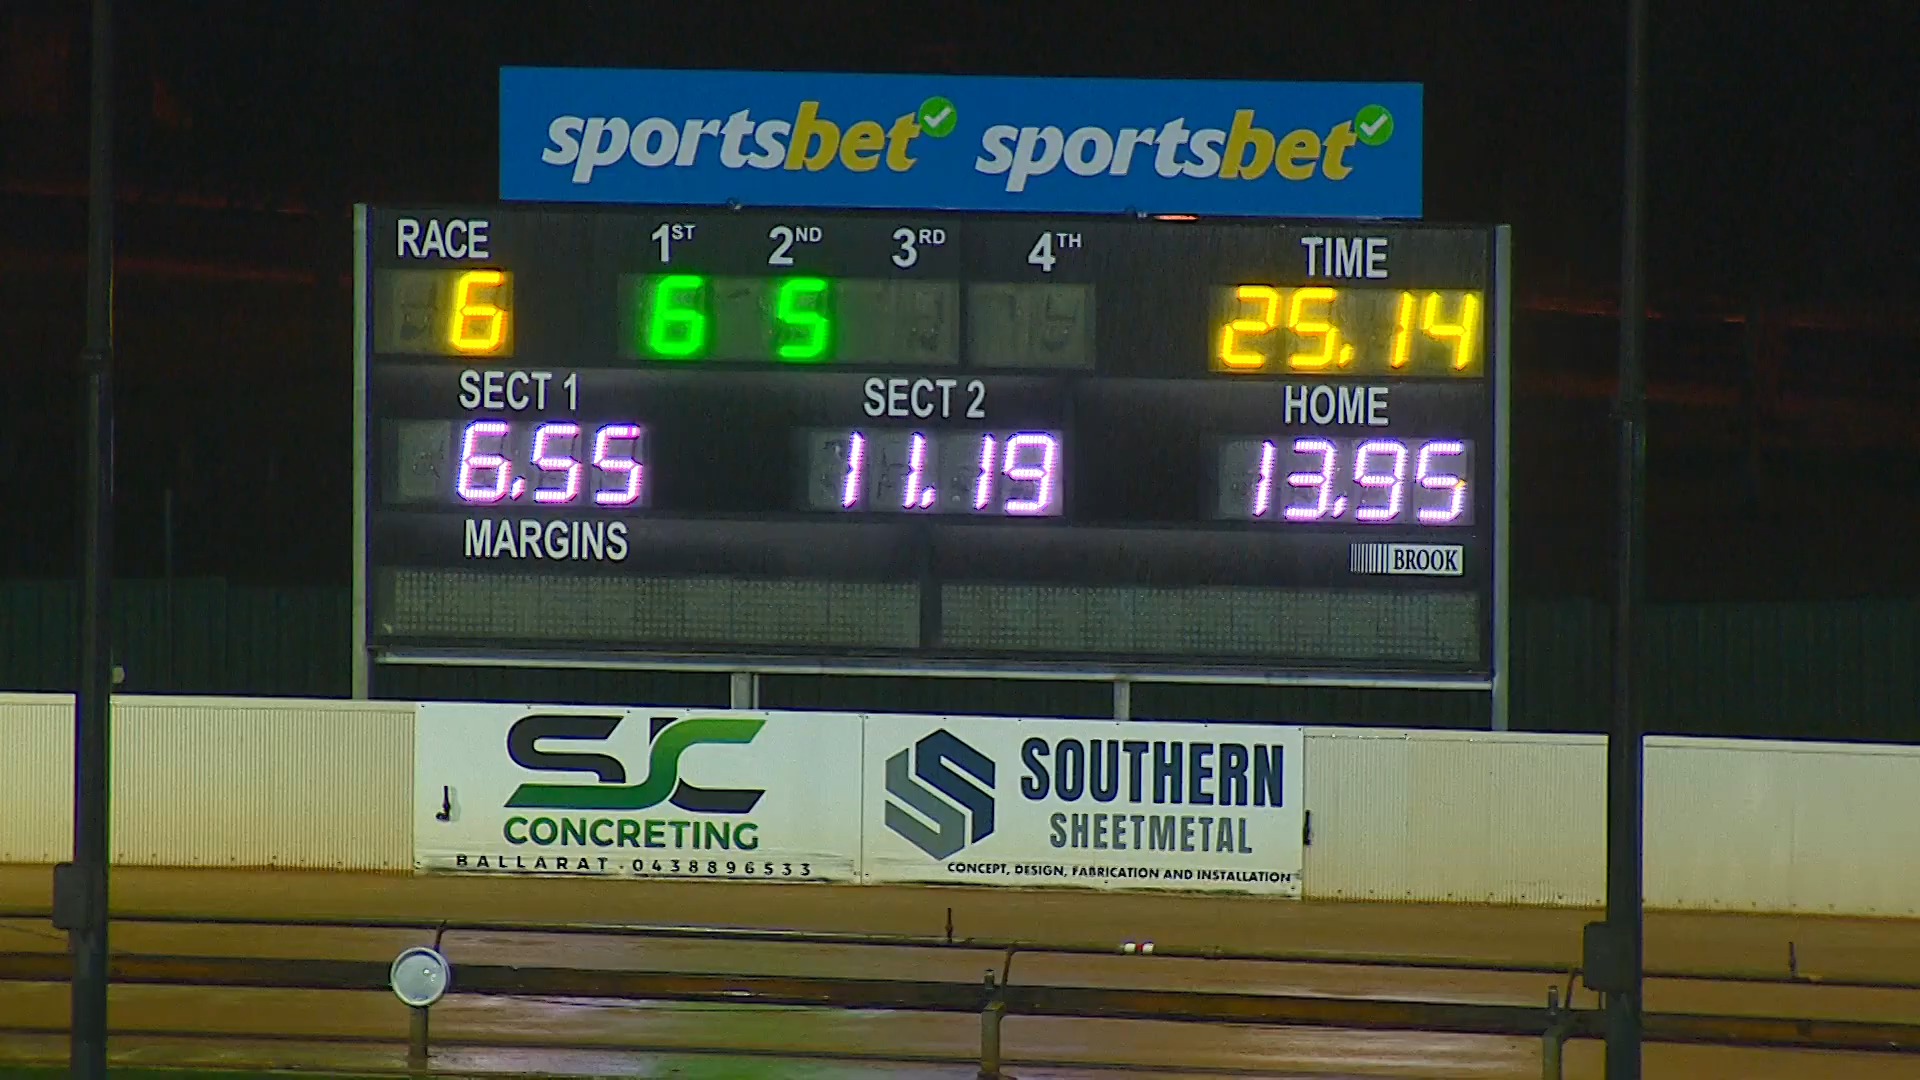 sportsbet sportsbet
RACE 1ST 2ND 3RD 4TH TIME
6 6 5 25.14
SECT 1 SECT 2 HOME
6.55 11.19 13.95
MARGINS
BROOK
SJC
CONCRETING
BALLARAT · 0438896533
SOUTHERN
SHEETMETAL
CONCEPT, DESIGN, FABRICATION AND INSTALLATION